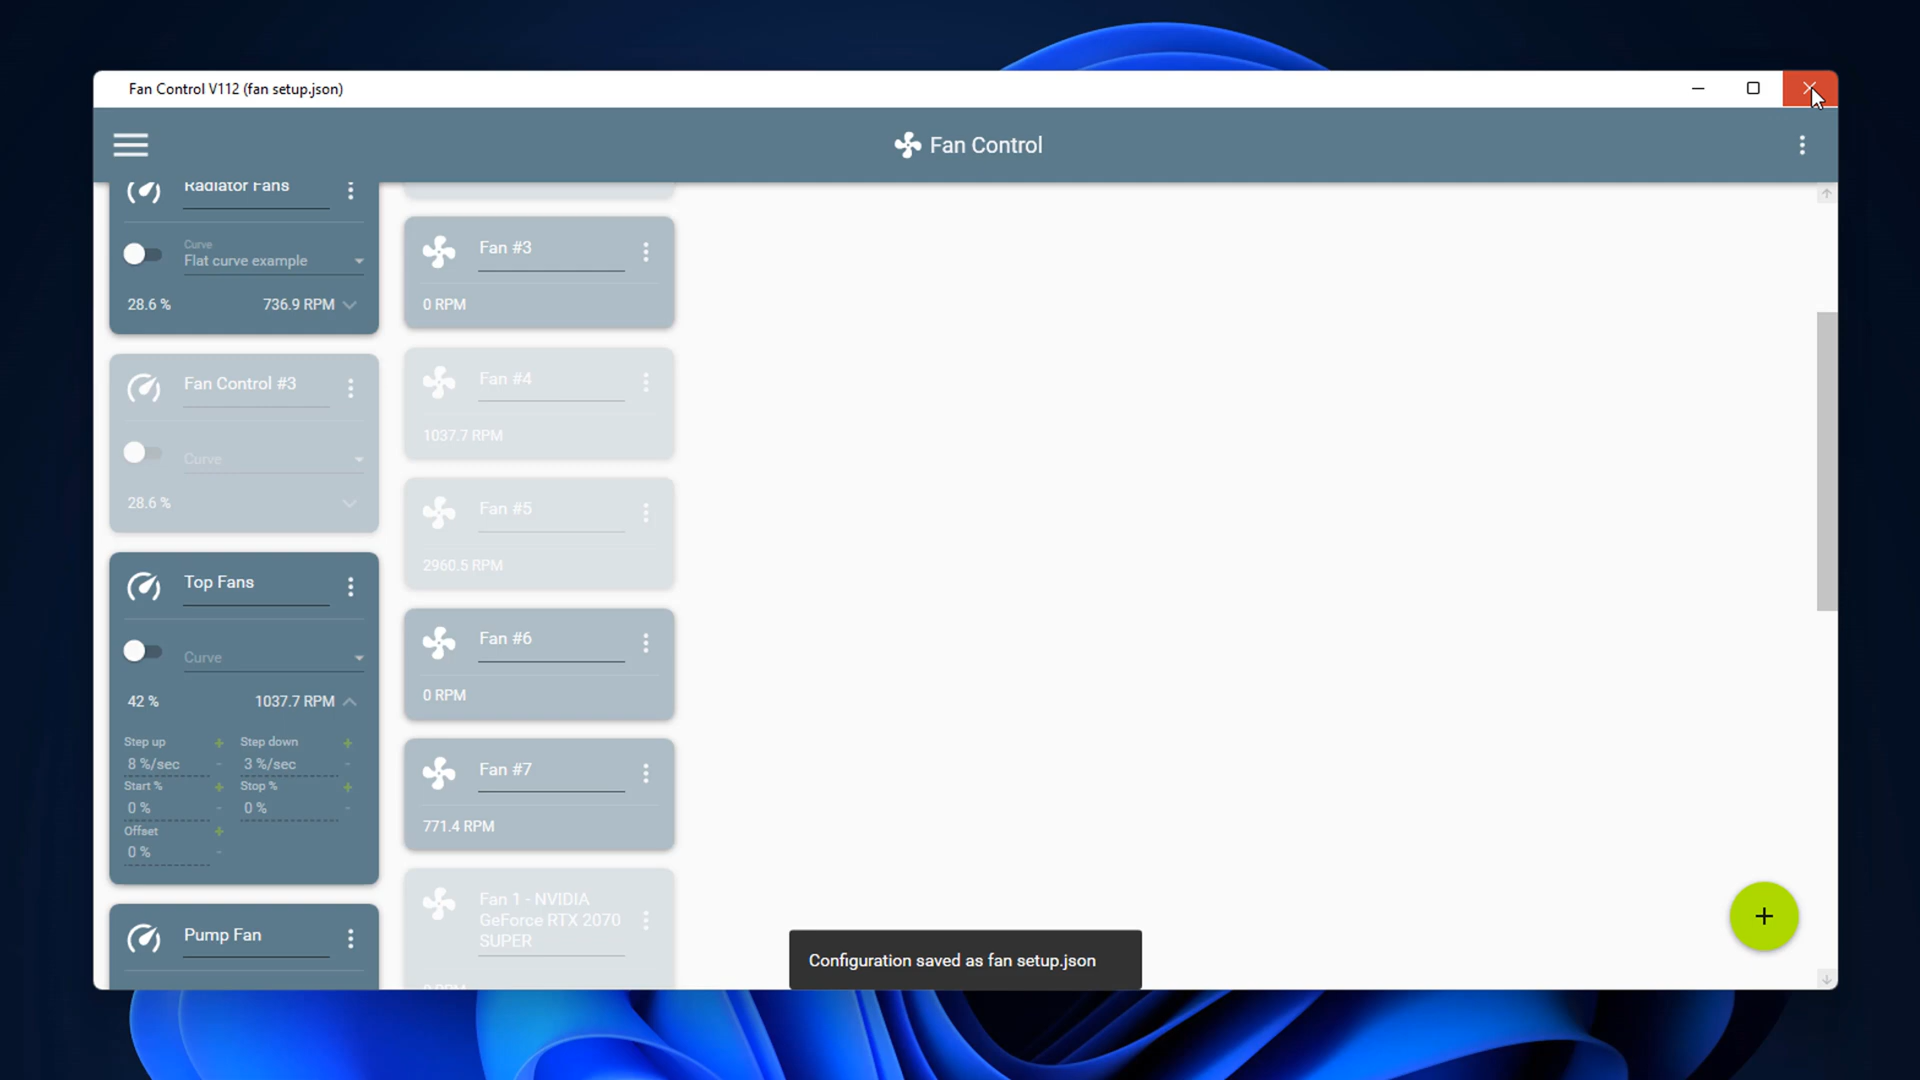 Fan Control V112 (fan setup.json)
Fan Control
Radiator Fans
Curve
Flat curve example
28.6 %
736.9 RPM
Fan Control #3
Curve
28.6 %
Top Fans
Curve
42 %
1037.7 RPM
Step up
+
Step down
+
8 %/sec
-
3 %/sec
-
Start %
+
Stop %
+
0 %
-
0 %
-
Offset
+
0 %
-
Pump Fan
Fan #3
0 RPM
Fan #4
1037.7 RPM
Fan #5
2960.5 RPM
Fan #6
0 RPM
Fan #7
771.4 RPM
Fan 1 - NVIDIA
GeForce RTX 2070
SUPER
0 RPM
+
Configuration saved as fan setup.json